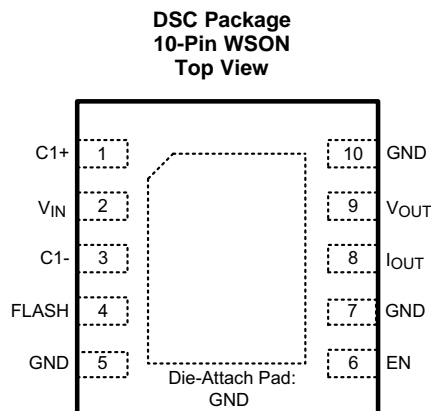 DSC Package
10-Pin WSON
Top View
C1+ 1 10 GND
VIN 2 9 VOUT
C1- 3 8 IOUT
FLASH 4 7 GND
GND 5 6 EN
Die-Attach Pad:
GND